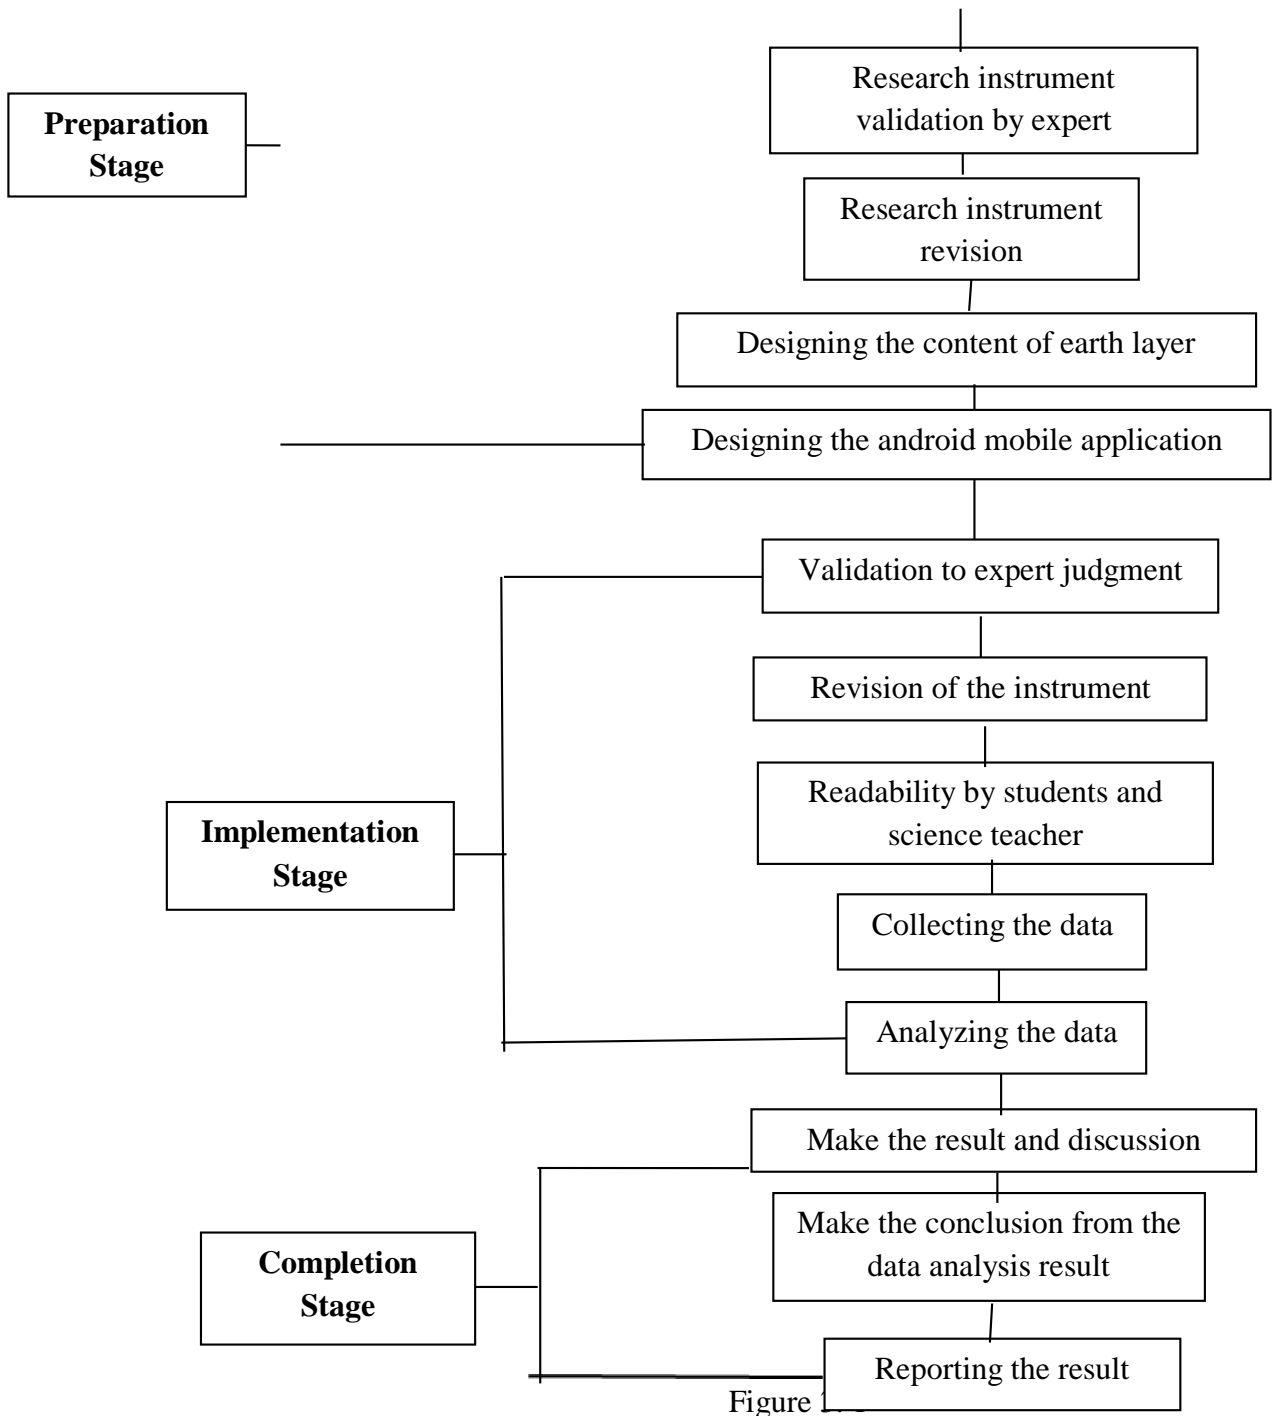 Research instrument
validation by expert
Preparation
Stage
Research instrument
revision
Designing the content of earth layer
Designing the android mobile application
Validation to expert judgment
Revision of the instrument
Readability by students and
science teacher
Implementation
Stage
Collecting the data
Analyzing the data
Make the result and discussion
Make the conclusion from the
data analysis result
Completion
Stage
Reporting the result
Figure